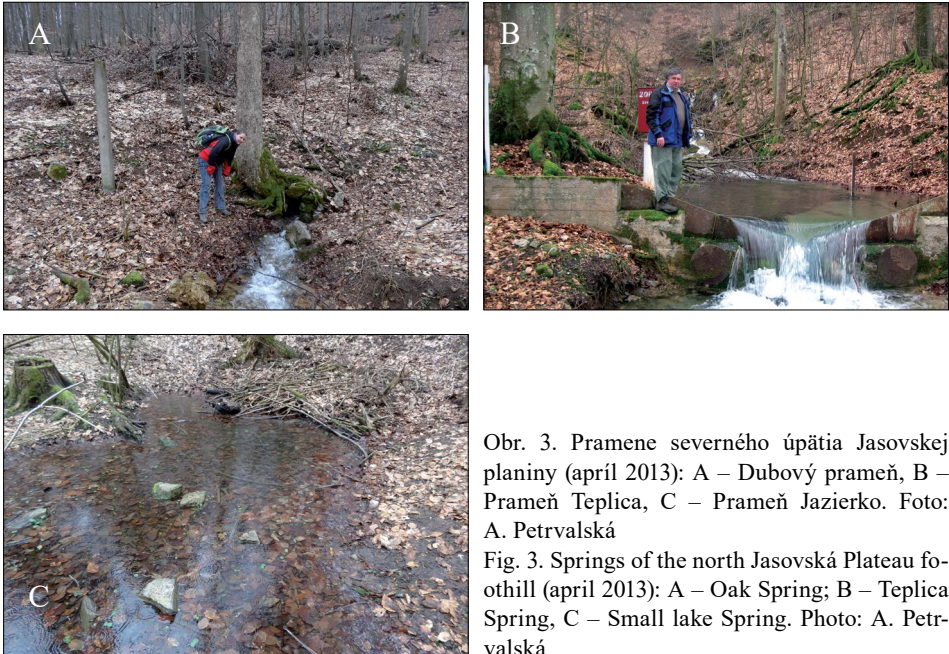 A
B
C
Obr. 3. Pramene severného úpätia Jasovskej
planiny (apríl 2013): A – Dubový prameň, B –
Prameň Teplica, C – Prameň Jazierko. Foto:
A. Petrvalská
Fig. 3. Springs of the north Jasovská Plateau fo-
othill (april 2013): A – Oak Spring; B – Teplica
Spring, C – Small lake Spring. Photo: A. Petr-
valská